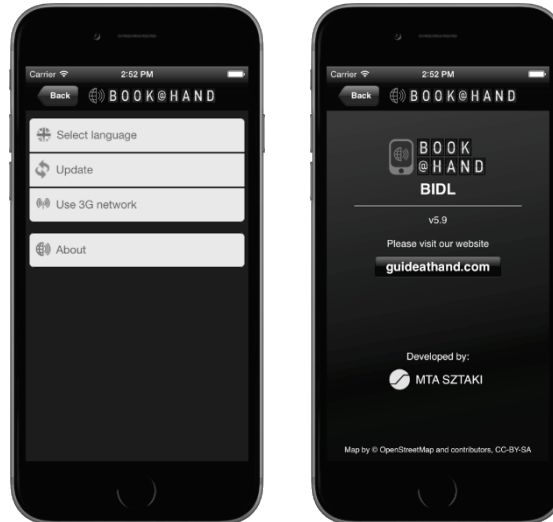 Carrier 2:52 PM
Back BOOK@HAND
Select language
Update
Use 3G network
About
Carrier 2:52 PM
Back BOOK@HAND
BOOK
@HAND
BIDL
v5.9
Please visit our website
guideathand.com
Developed by:
MTA SZTAKI
Map by © OpenStreetMap and contributors, CC-BY-SA